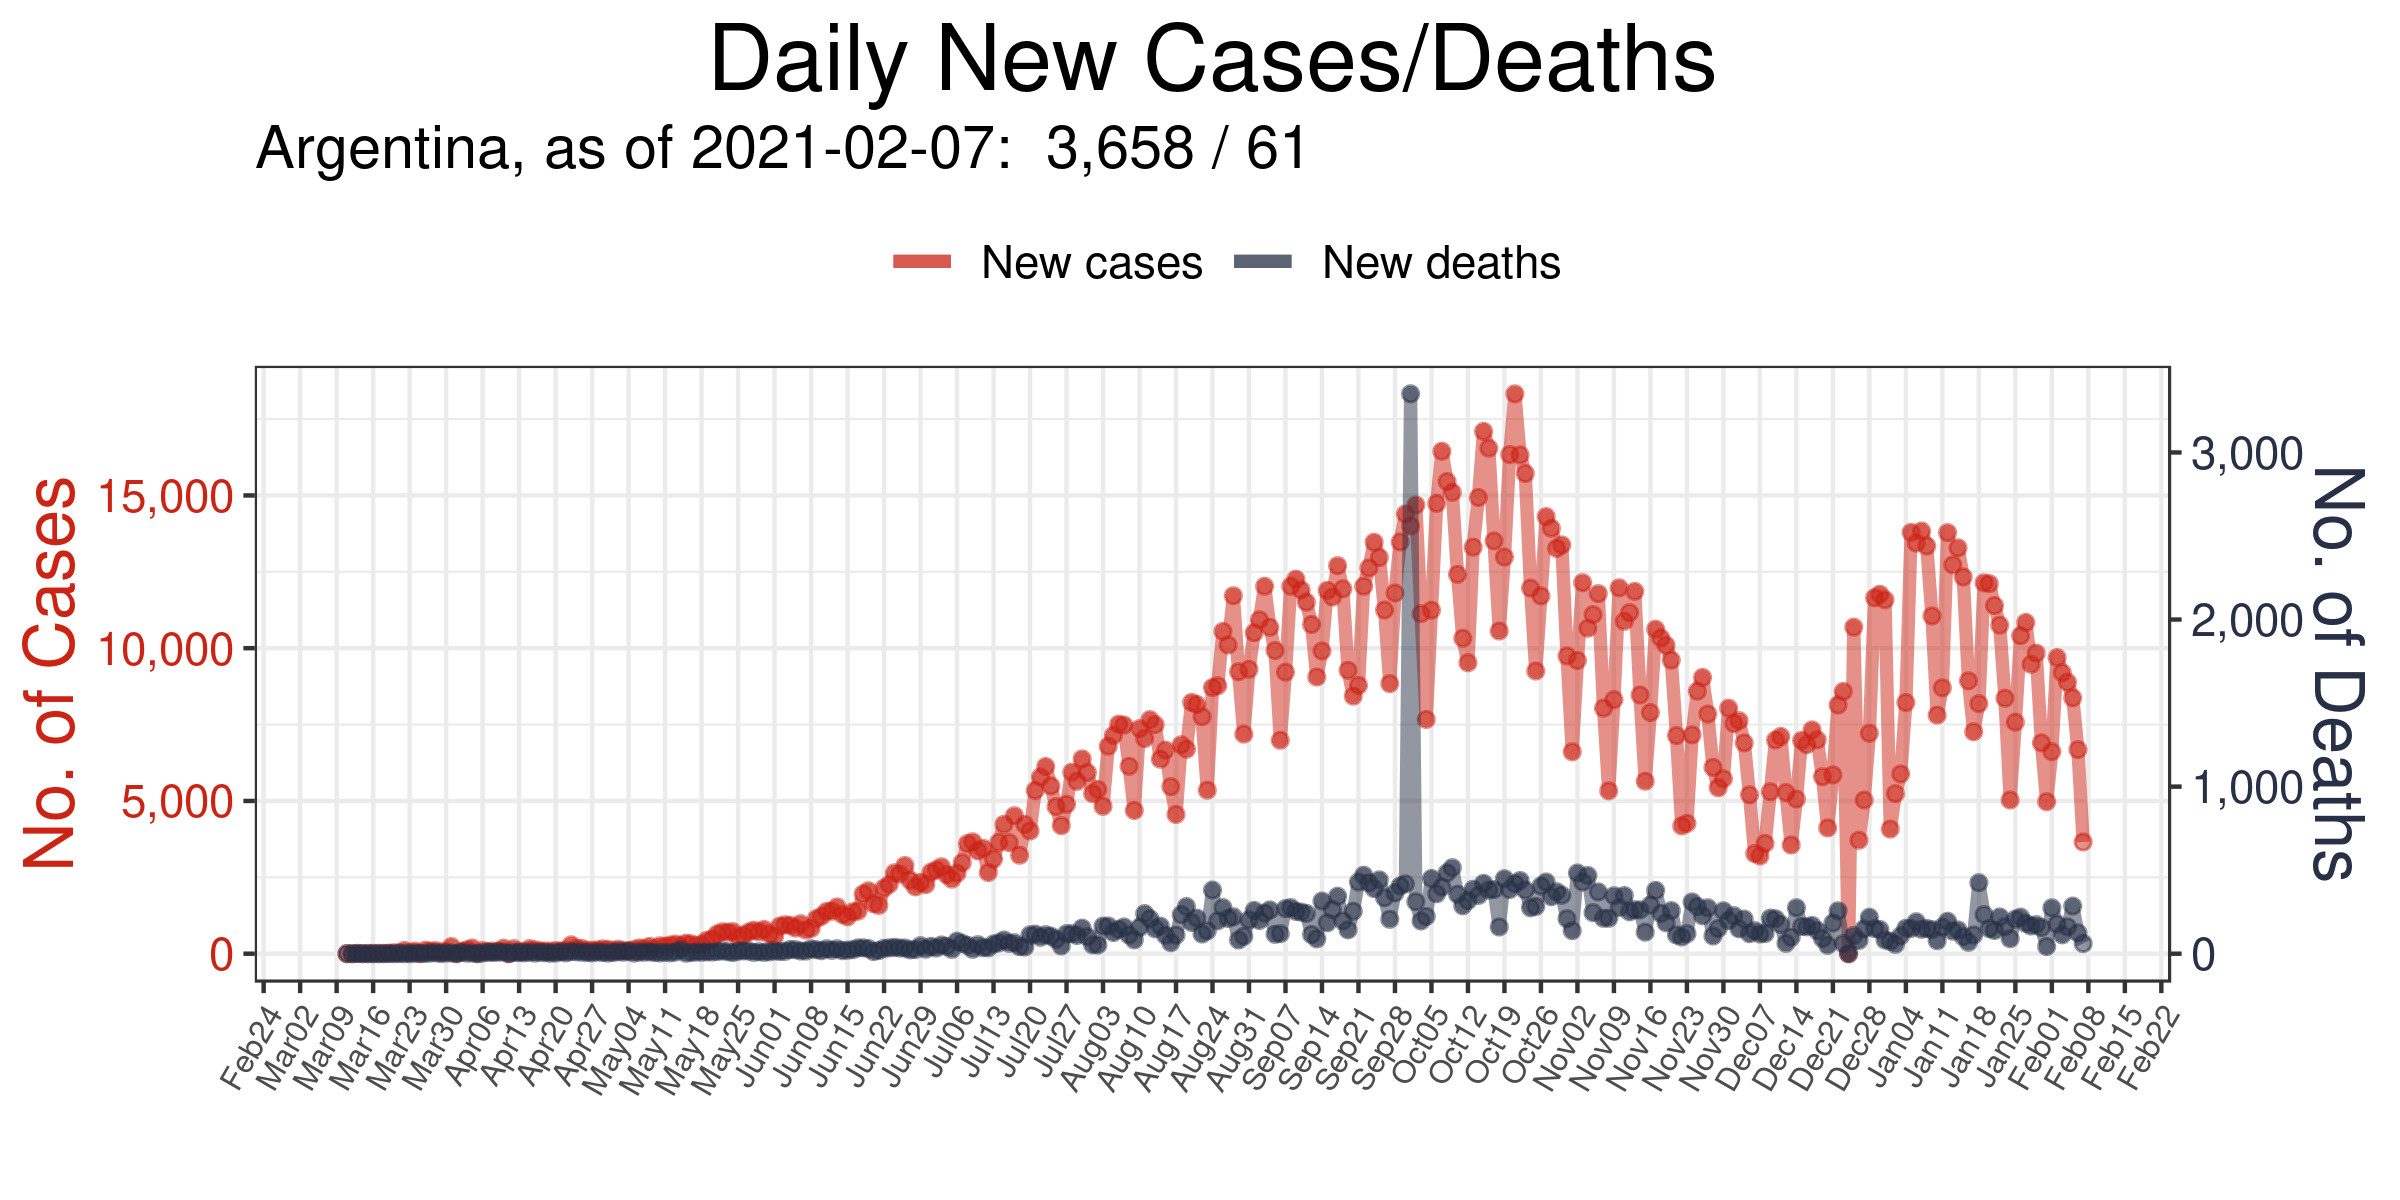 Daily New Cases/Deaths
Argentina, as of 2021-02-07:  3,658 / 61
New cases New deaths
No. of Cases
15,000
10,000
5,000
0
3,000
2,000
1,000
0
No. of Deaths
Feb24 Mar02 Mar09 Mar16 Mar23 Mar30 Apr06 Apr13 Apr20 Apr27 May04 May11 May18 May25 Jun01 Jun08 Jun15 Jun22 Jun29 Jul06 Jul13 Jul20 Jul27 Aug03 Aug10 Aug17 Aug24 Aug31 Sep07 Sep14 Sep21 Sep28 Oct05 Oct12 Oct19 Oct26 Nov02 Nov09 Nov16 Nov23 Nov30 Dec07 Dec14 Dec21 Dec28 Jan04 Jan11 Jan18 Jan25 Feb01 Feb08 Feb15 Feb22